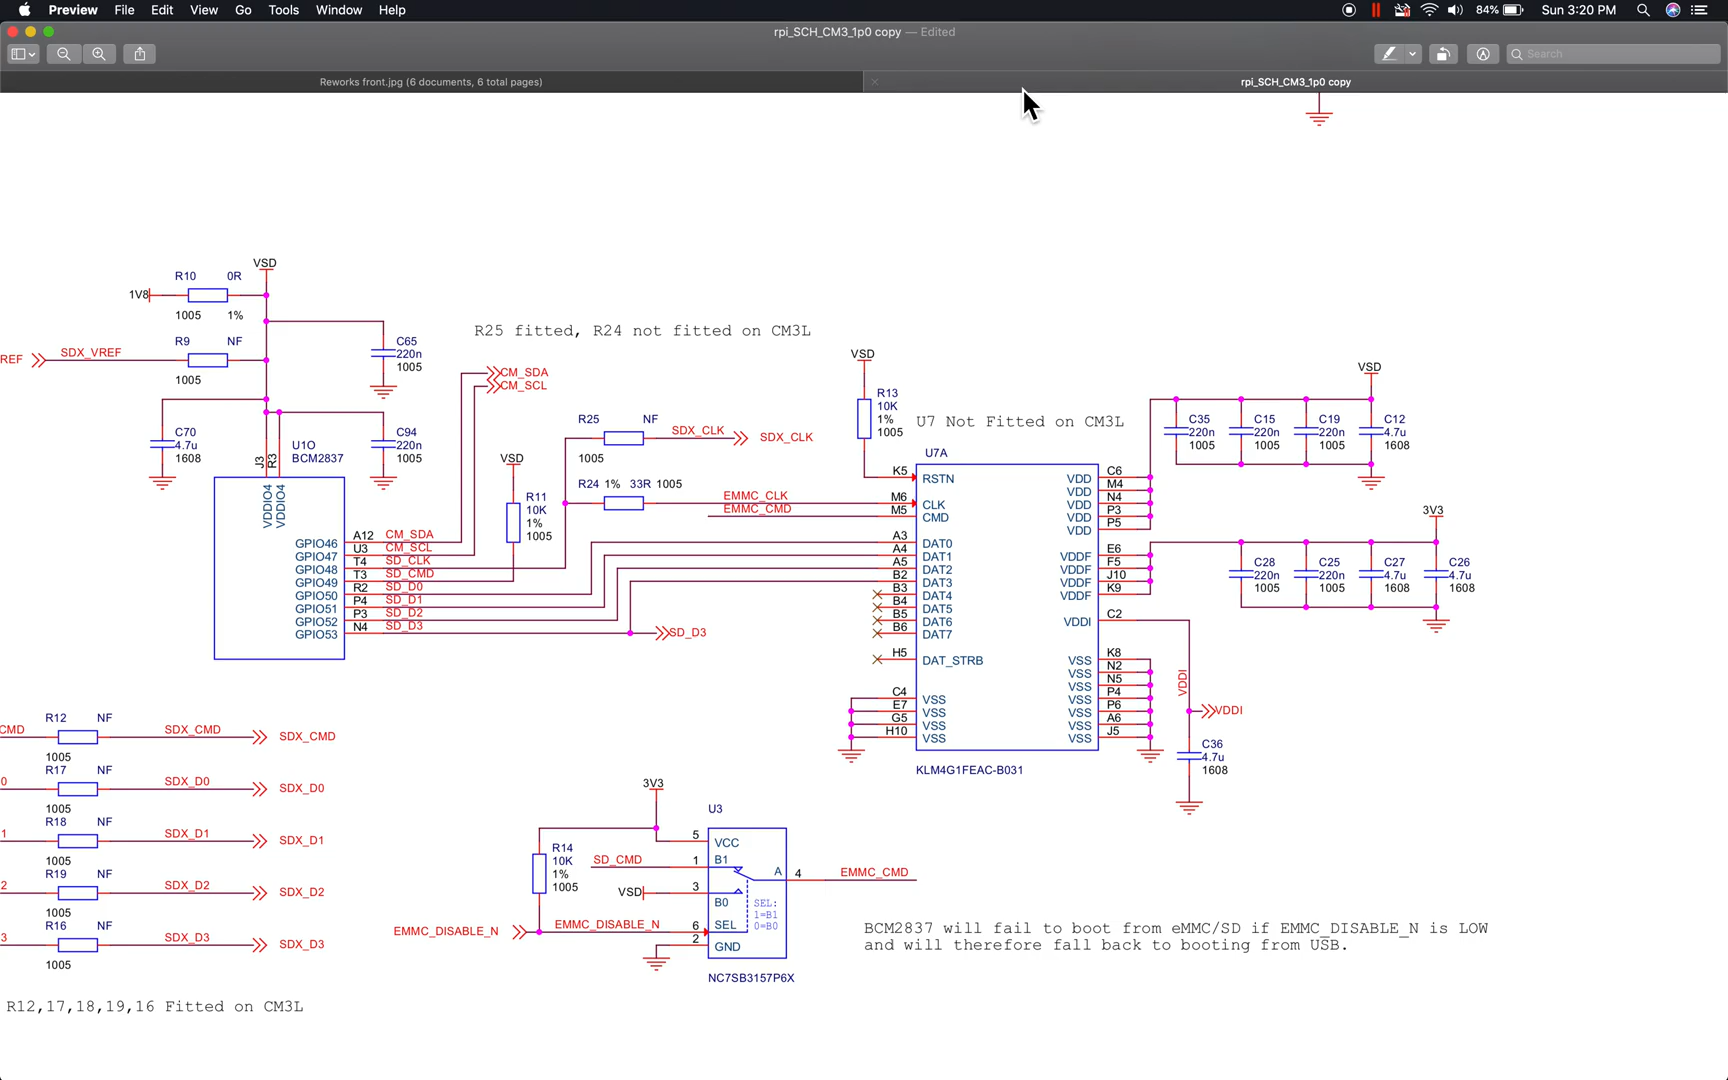 Preview File Edit View Go Tools Window Help
84% Sun 3:20 PM
rpi_SCH_CM3_1p0 copy — Edited
Search
Reworks front.jpg (6 documents, 6 total pages)
rpi_SCH_CM3_1p0 copy
VSD
R10 0R
1V8
1005 1%
R9 NF
REF SDX_VREF
1005
C65
220n
1005
C70
4.7u
1608
C94
220n
1005
U1O
BCM2837
J3
R3
VDDIO4
VDDIO4
GPIO46 A12 CM_SDA
GPIO47 U3 CM_SCL
GPIO48 T4 SD_CLK
GPIO49 T3 SD_CMD
GPIO50 R2 SD_D0
GPIO51 P4 SD_D1
GPIO52 P3 SD_D2
GPIO53 N4 SD_D3
SD_D3
R25 fitted, R24 not fitted on CM3L
CM_SDA
CM_SCL
R25 NF
SDX_CLK SDX_CLK
1005
VSD
R24 1% 33R 1005
R11
10K
1%
1005
EMMC_CLK
EMMC_CMD
VSD
R13
10K
1%
1005
U7 Not Fitted on CM3L
U7A
K5 RSTN
M6 CLK
M5 CMD
A3 DAT0
A4 DAT1
A5 DAT2
B2 DAT3
B3 DAT4
B4 DAT5
B5 DAT6
B6 DAT7
H5 DAT_STRB
C4 VSS
E7 VSS
G5 VSS
H10 VSS
VDD C6
VDD M4
VDD N4
VDD P3
VDD P5
VDDF E6
VDDF F5
VDDF J10
VDDF K9
VDDI C2
VSS K8
VSS N2
VSS N5
VSS P4
VSS P6
VSS A6
VSS J5
KLM4G1FEAC-B031
VSD
C35
220n
1005
C15
220n
1005
C19
220n
1005
C12
4.7u
1608
3V3
C28
220n
1005
C25
220n
1005
C27
4.7u
1608
C26
4.7u
1608
VDDI
VDDI
C36
4.7u
1608
R12 NF
CMD SDX_CMD SDX_CMD
1005
R17 NF
0 SDX_D0 SDX_D0
1005
R18 NF
1 SDX_D1 SDX_D1
1005
R19 NF
2 SDX_D2 SDX_D2
1005
R16 NF
3 SDX_D3 SDX_D3
1005
R12,17,18,19,16 Fitted on CM3L
3V3
U3
R14
10K
1%
1005
5 VCC
SD_CMD 1 B1
A 4 EMMC_CMD
VSD 3
B0
SEL:
1=B1
0=B0
EMMC_DISABLE_N EMMC_DISABLE_N 6 SEL
2 GND
NC7SB3157P6X
BCM2837 will fail to boot from eMMC/SD if EMMC_DISABLE_N is LOW
and will therefore fall back to booting from USB.